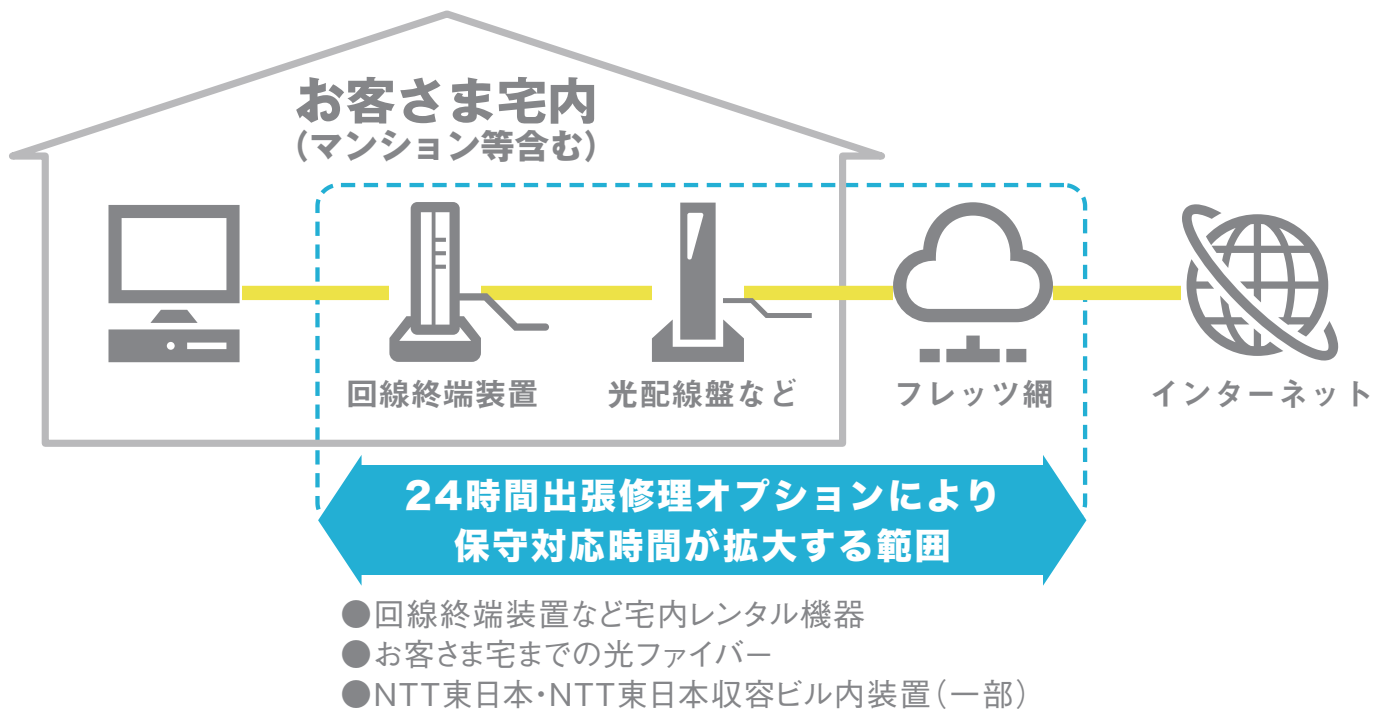 お客さま宅内
(マンション等含む)
回線終端装置
光配線盤など
フレッツ網
インターネット
24時間出張修理オプションにより
保守対応時間が拡大する範囲
●回線終端装置など宅内レンタル機器
●お客さま宅までの光ファイバー
●NTT東日本・NTT東日本収容ビル内装置(一部)